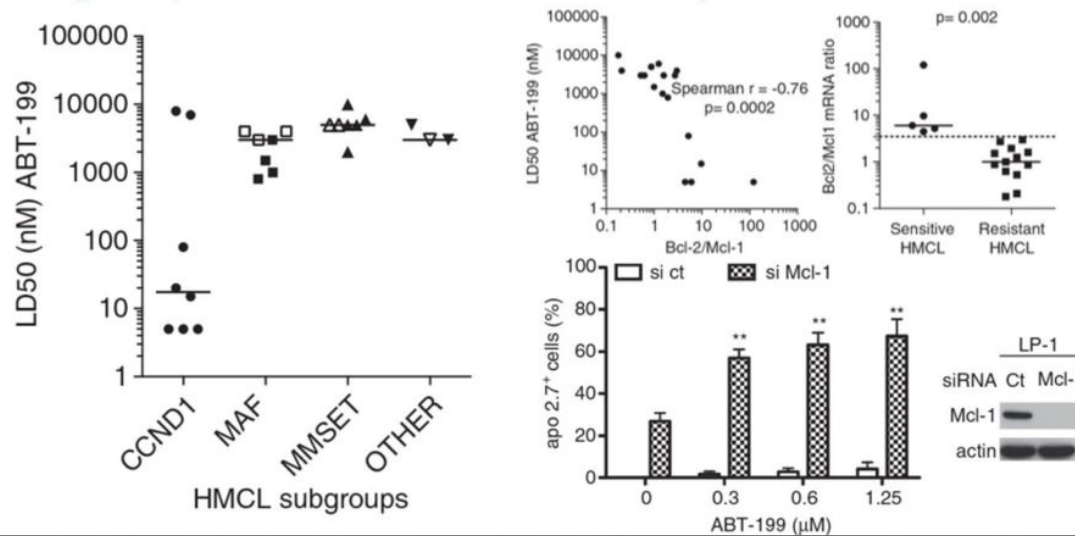 LD50 (nM) ABT-199
100000
10000
1000
100
10
1
CCND1
MAF
MMSET
OTHER
HMCL subgroups
LD50 ABT-199 (nM)
100000
10000
1000
100
10
1
Spearman r = -0.76
p= 0.0002
0.1 1 10 100 1000
Bcl-2/Mcl-1
p= 0.002
Bcl2/Mcl1 mRNA ratio
1000
100
10
1
0.1
Sensitive
HMCL
Resistant
HMCL
si ct si Mcl-1
apo 2.7⁺ cells (%)
100
80
60
40
20
0
** ** **
0 0.3 0.6 1.25
ABT-199 (μM)
LP-1
siRNA Ct Mcl-
Mcl-1
actin